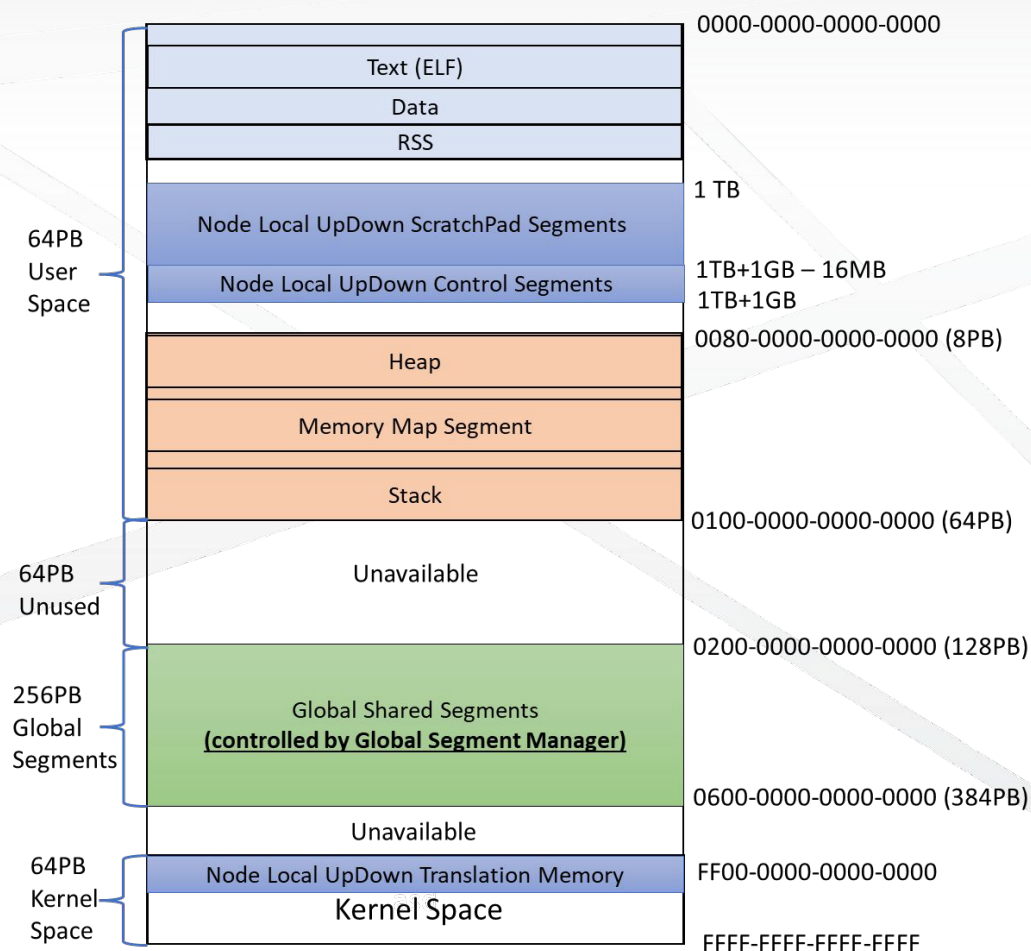 0000-0000-0000-0000
Text (ELF)
Data
RSS
64PB
User
Space
1 TB
Node Local UpDown ScratchPad Segments
1TB+1GB – 16MB
Node Local UpDown Control Segments
1TB+1GB
0080-0000-0000-0000 (8PB)
Heap
Memory Map Segment
Stack
0100-0000-0000-0000 (64PB)
64PB
Unused
Unavailable
0200-0000-0000-0000 (128PB)
256PB
Global
Segments
Global Shared Segments
(controlled by Global Segment Manager)
0600-0000-0000-0000 (384PB)
Unavailable
64PB
Kernel
Space
Node Local UpDown Translation Memory
FF00-0000-0000-0000
Kernel Space
FFFF-FFFF-FFFF-FFFF